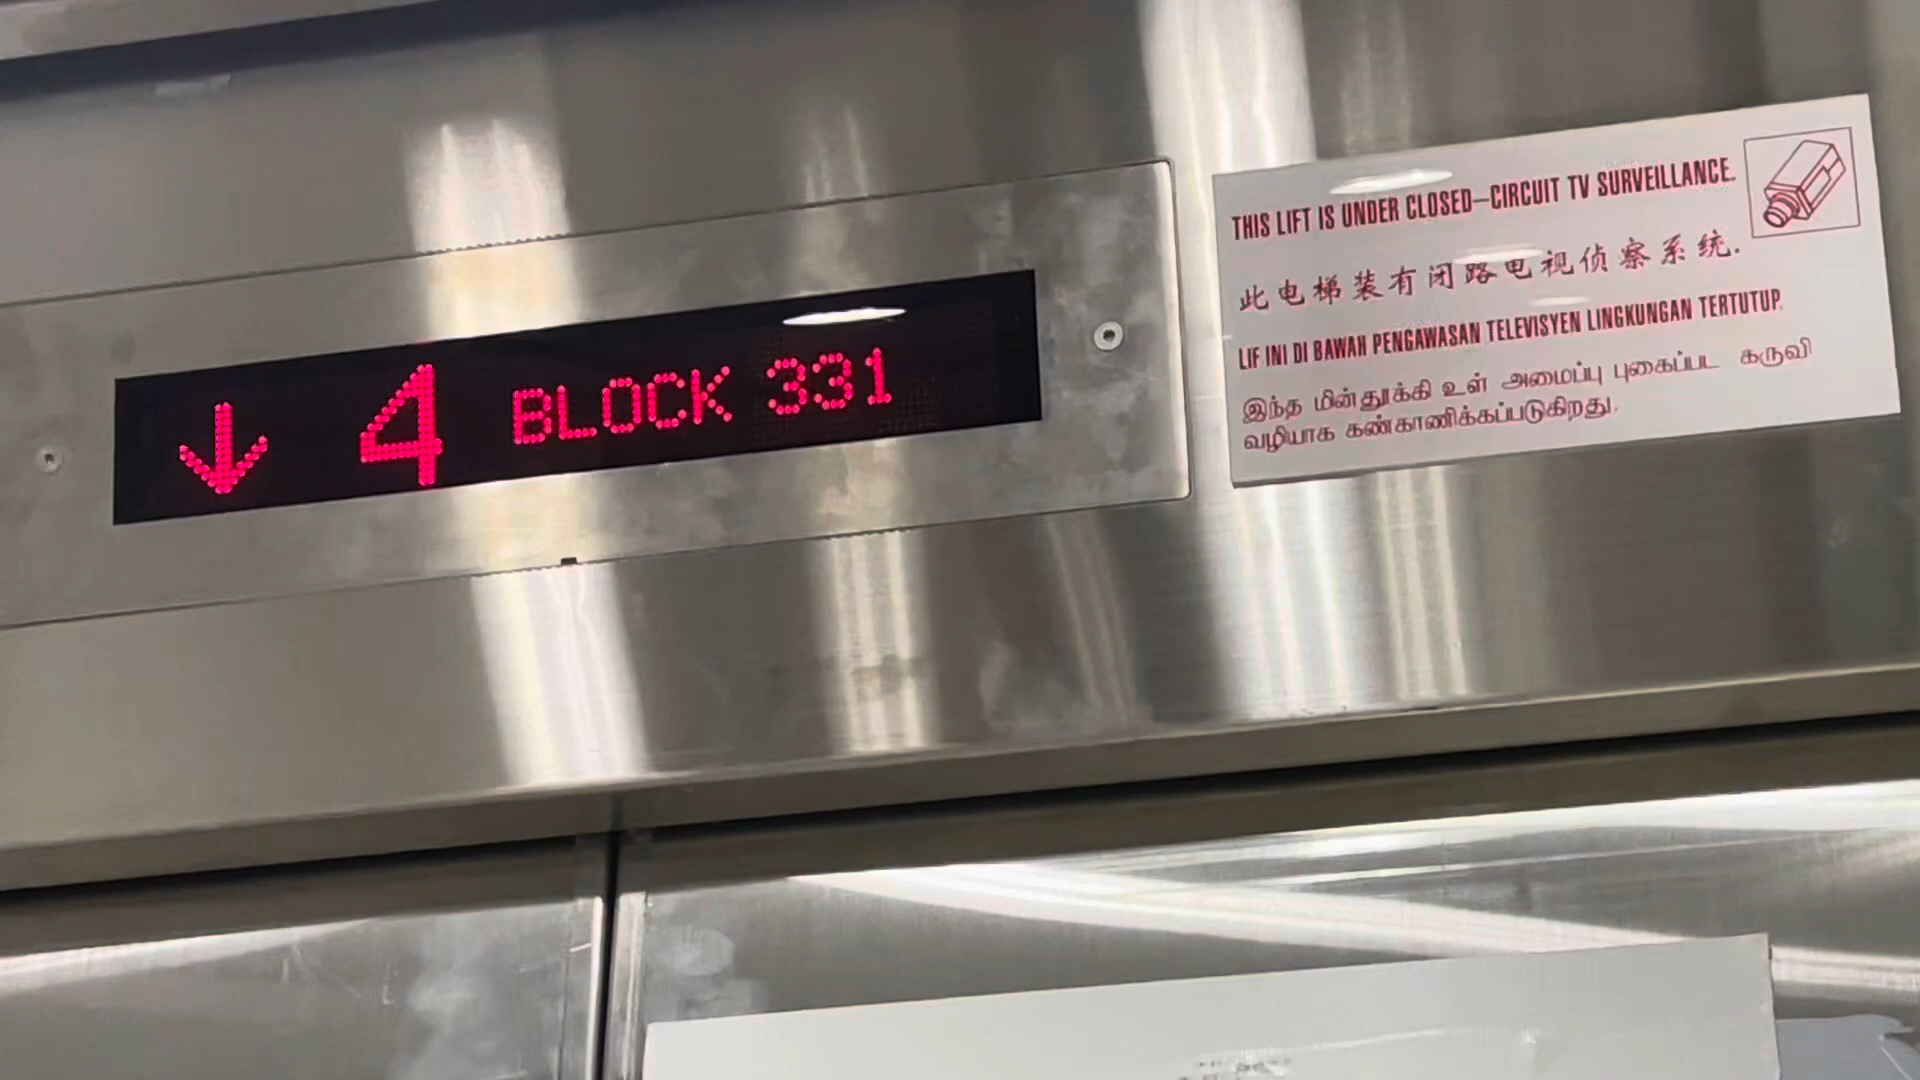 ↓ 4 BLOCK 331
THIS LIFT IS UNDER CLOSED-CIRCUIT TV SURVEILLANCE.
此电梯装有闭路电视侦察系统.
LIF INI DI BAWAH PENGAWASAN TELEVISYEN LINGKUNGAN TERTUTUP.
இந்த மின்தூக்கி உள் அமைப்பு புகைப்பட கருவி
வழியாக கண்காணிக்கப்படுகிறது.